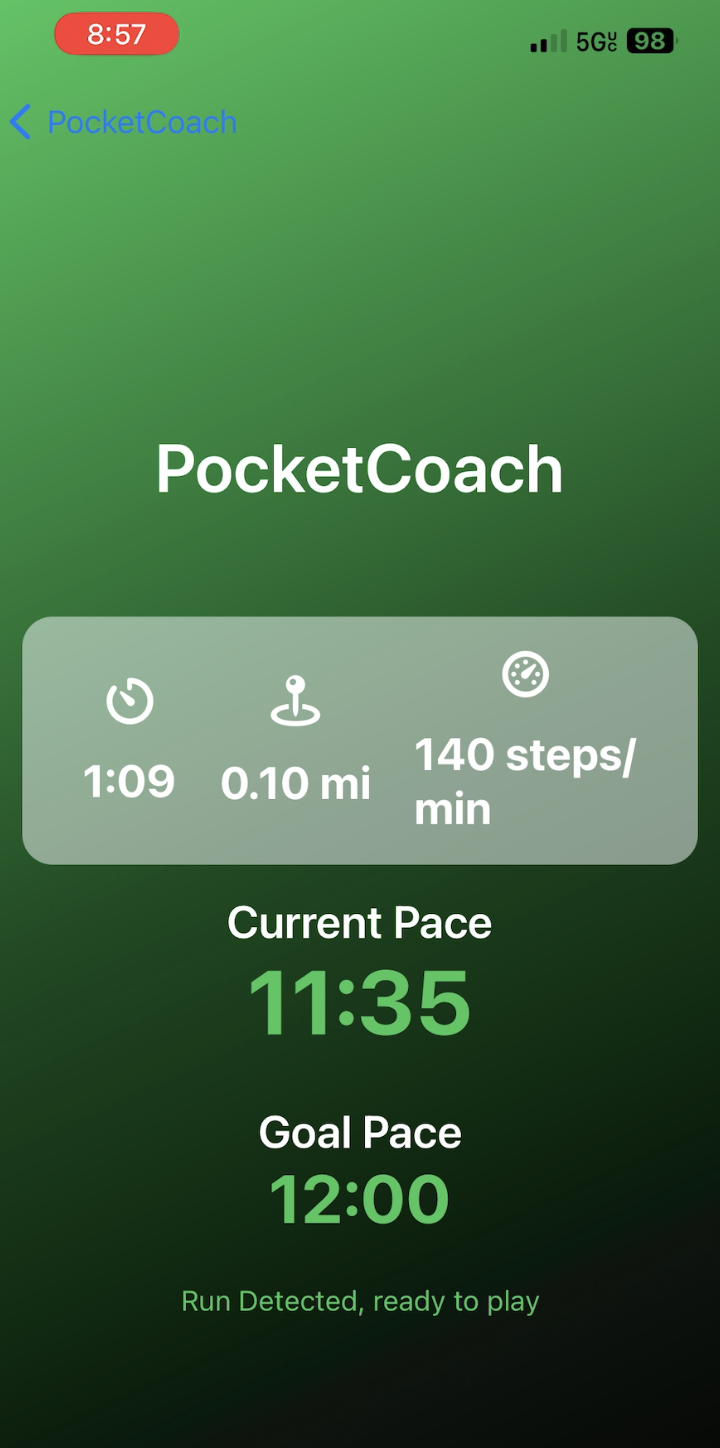 8:57
5G UC 98
PocketCoach
PocketCoach
1:09 0.10 mi 140 steps/
min
Current Pace
11:35
Goal Pace
12:00
Run Detected, ready to play